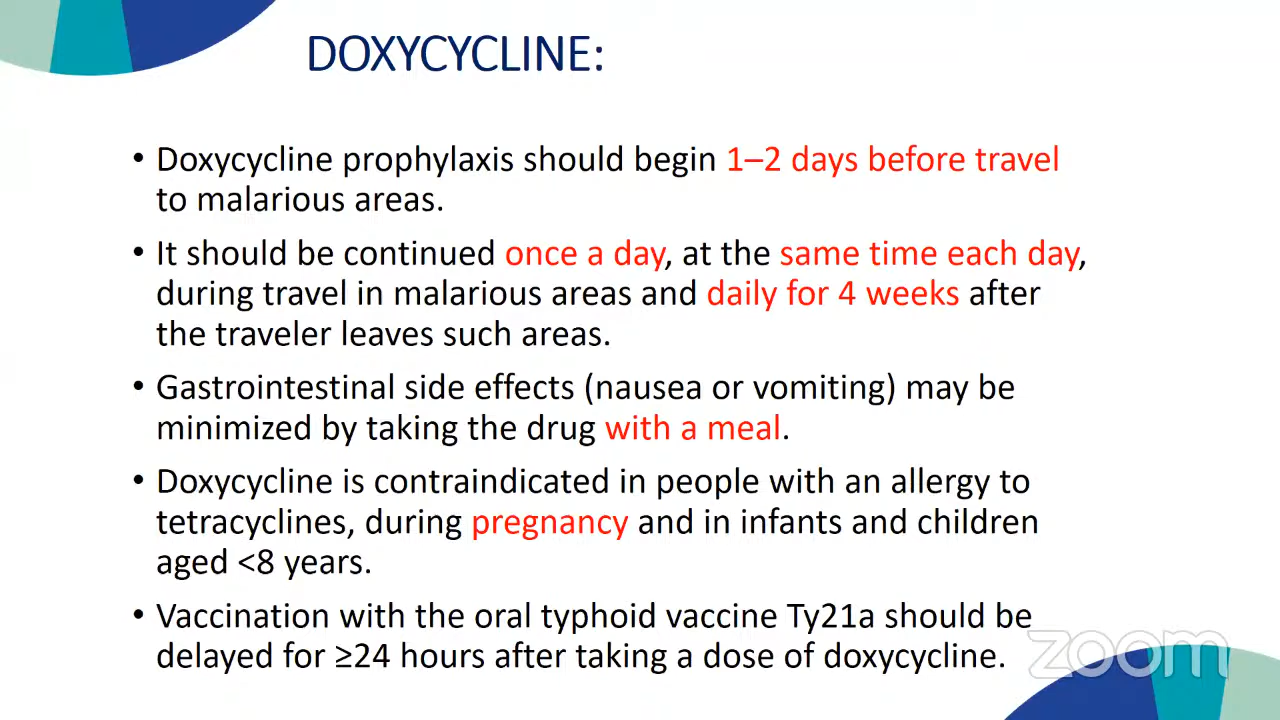 DOXYCYCLINE:
• Doxycycline prophylaxis should begin 1–2 days before travel
to malarious areas.
• It should be continued once a day, at the same time each day,
during travel in malarious areas and daily for 4 weeks after
the traveler leaves such areas.
• Gastrointestinal side effects (nausea or vomiting) may be
minimized by taking the drug with a meal.
• Doxycycline is contraindicated in people with an allergy to
tetracyclines, during pregnancy and in infants and children
aged <8 years.
• Vaccination with the oral typhoid vaccine Ty21a should be
delayed for ≥24 hours after taking a dose of doxycycline.
zoom